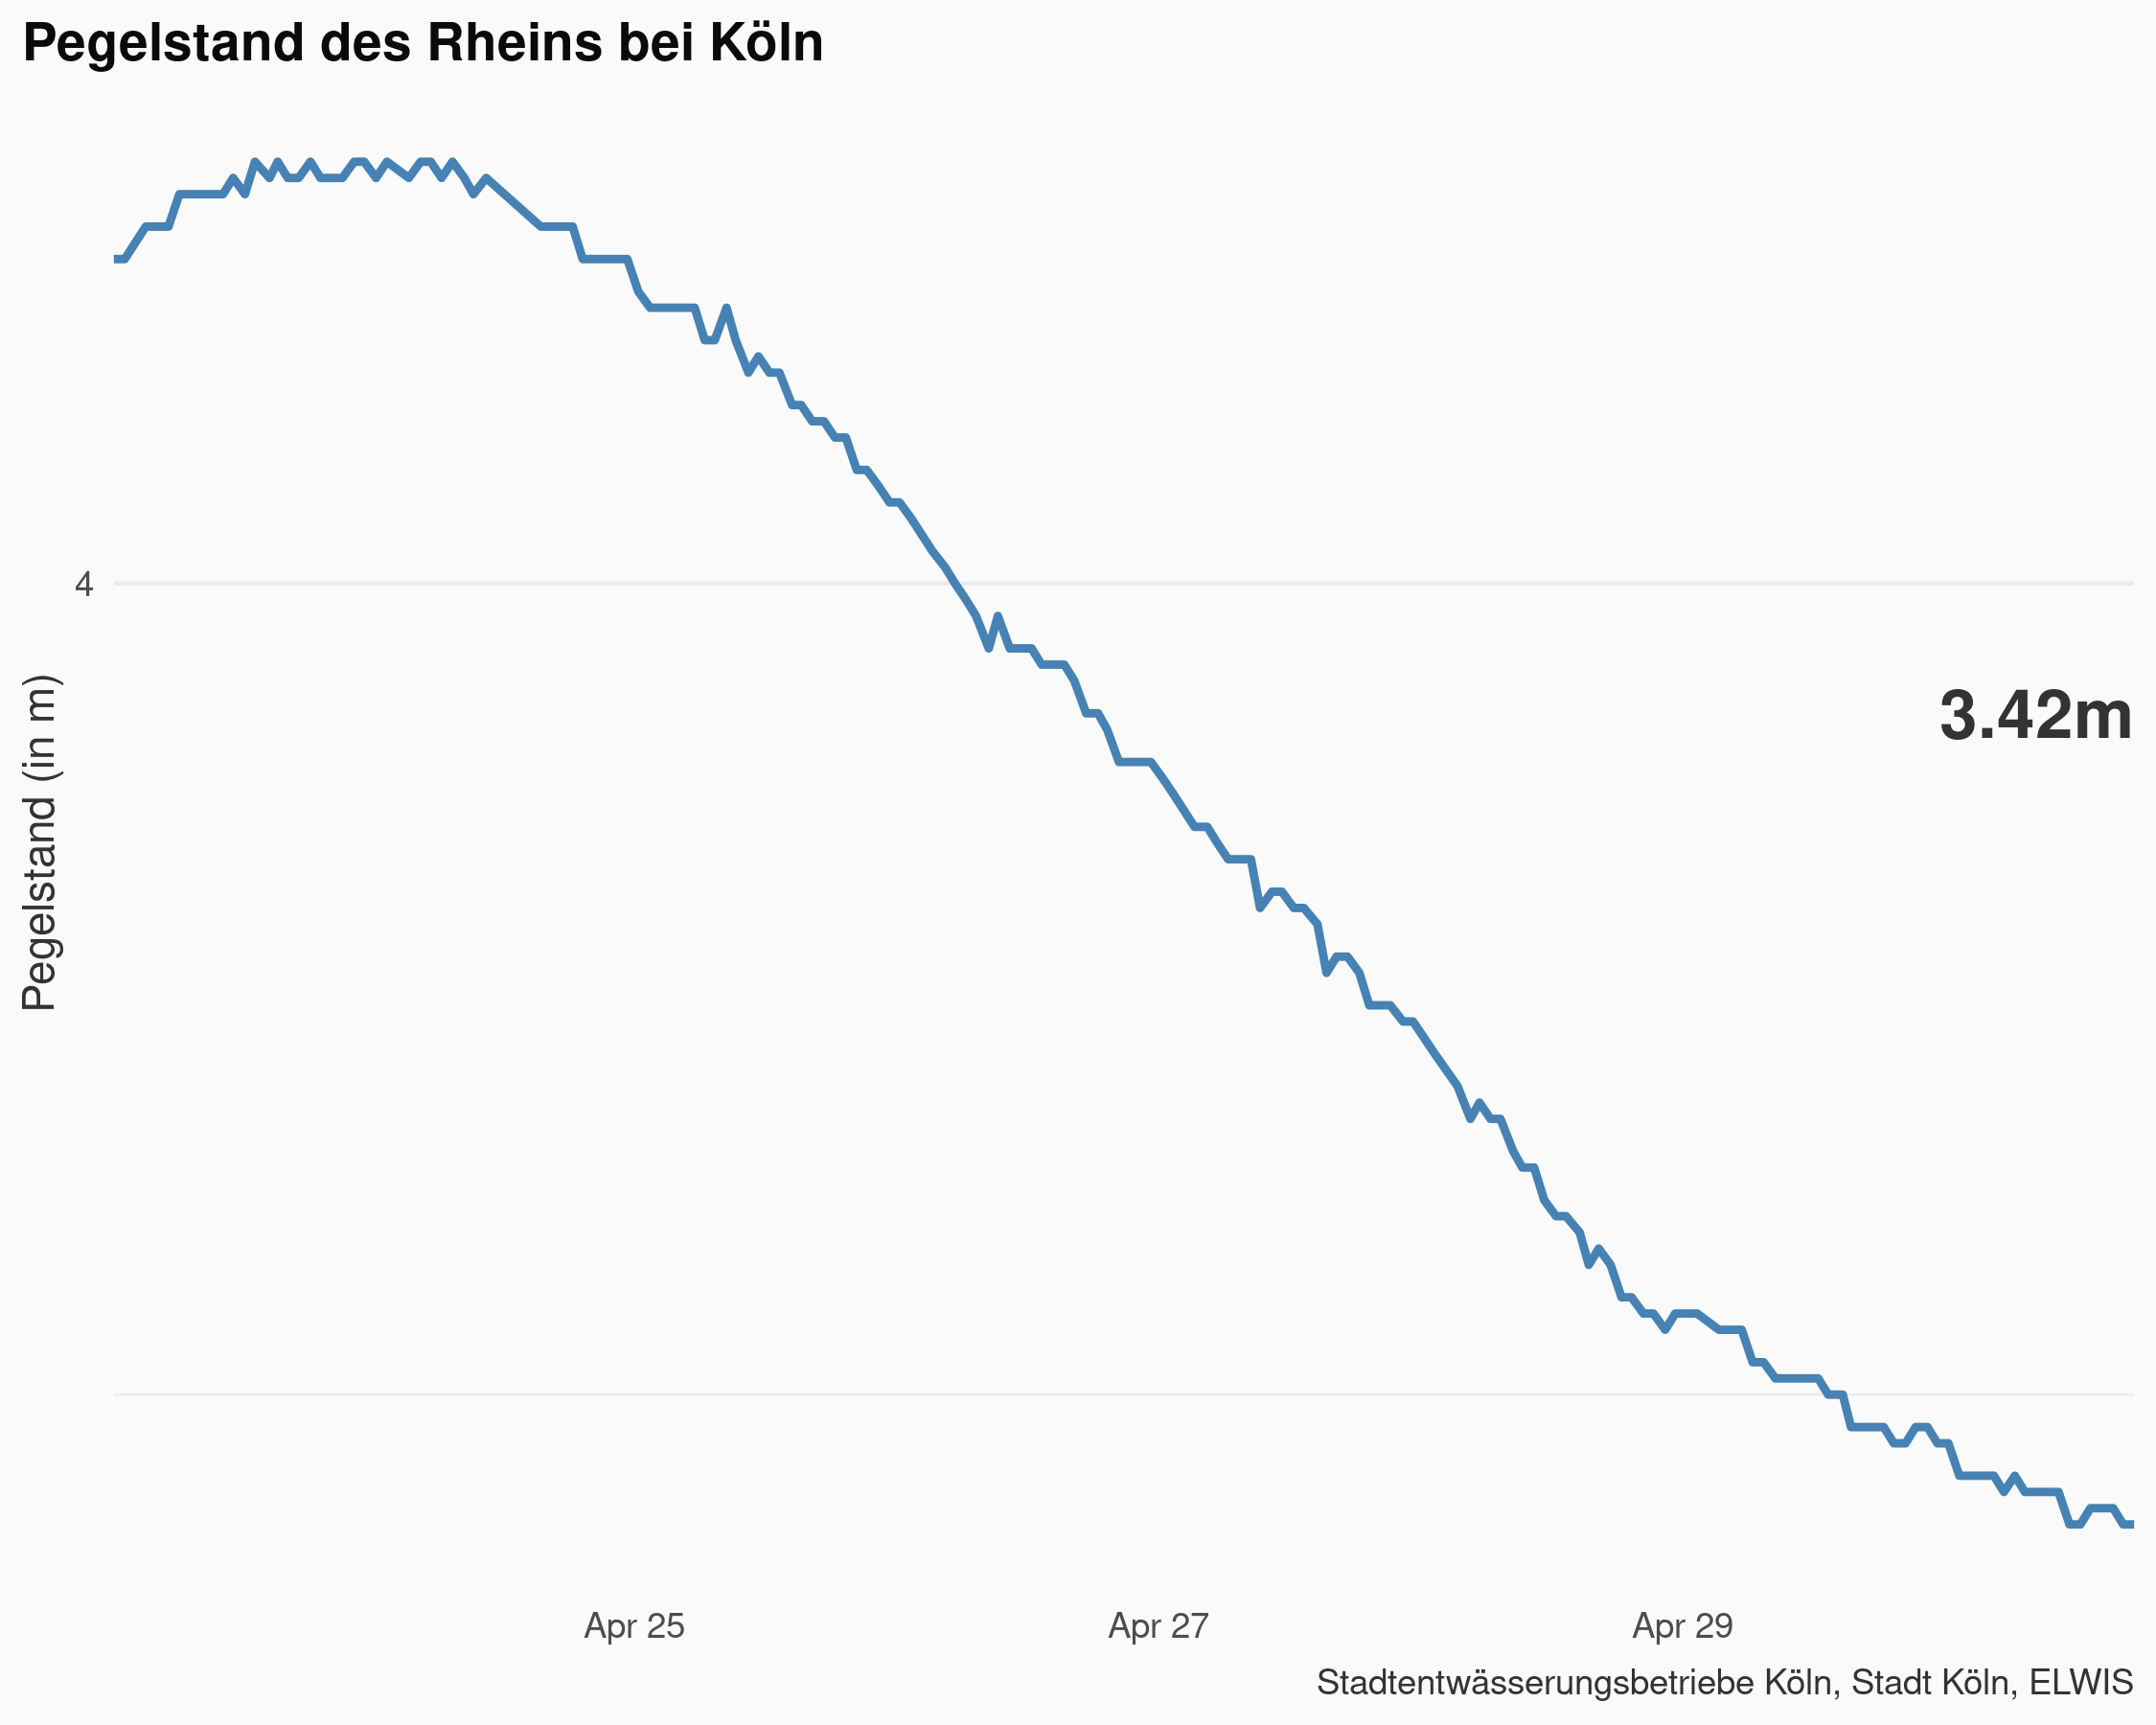 Pegelstand des Rheins bei Köln
4
Pegelstand (in m)
3.42m
Apr 25
Apr 27
Apr 29
Stadtentwässerungsbetriebe Köln, Stadt Köln, ELWIS